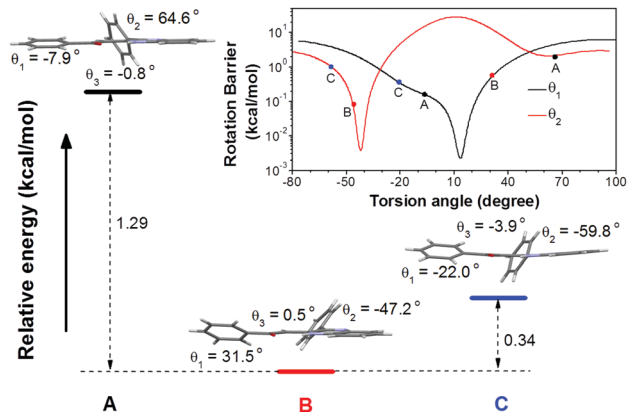 θ₂ = 64.6°
θ₁ = -7.9°
θ₃ = -0.8°
Relative energy (kcal/mol)
1.29
Rotation Barrier
(kcal/mol)
10¹
10⁰
10⁻¹
10⁻²
10⁻³
C
B
C
A
B
A
θ₁
θ₂
-80 -50 -20 10 40 70 100
Torsion angle (degree)
θ₃ = -3.9°
θ₂ = -59.8°
θ₁ = -22.0°
θ₃ = 0.5°
θ₂ = -47.2°
θ₁ = 31.5°
0.34
A B C